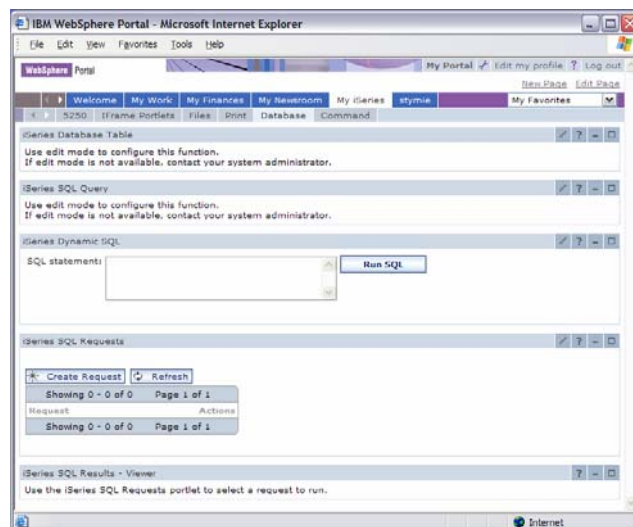 IBM WebSphere Portal - Microsoft Internet Explorer
File Edit View Favorites Tools Help
WebSphere Portal
My Portal Edit my profile ? Log out
New Page Edit Page
Welcome My Work My Finances My Newsroom My iSeries stymie My Favorites
5250 IFrame Portlets Files Print Database Command
iSeries Database Table ?
Use edit mode to configure this function.
If edit mode is not available, contact your system administrator.
iSeries SQL Query ?
Use edit mode to configure this function.
If edit mode is not available, contact your system administrator.
iSeries Dynamic SQL ?
SQL statement: Run SQL
iSeries SQL Requests ?
Create Request Refresh
Showing 0 - 0 of 0 Page 1 of 1
Request Actions
Showing 0 - 0 of 0 Page 1 of 1
iSeries SQL Results - Viewer ?
Use the iSeries SQL Requests portlet to select a request to run.
Internet